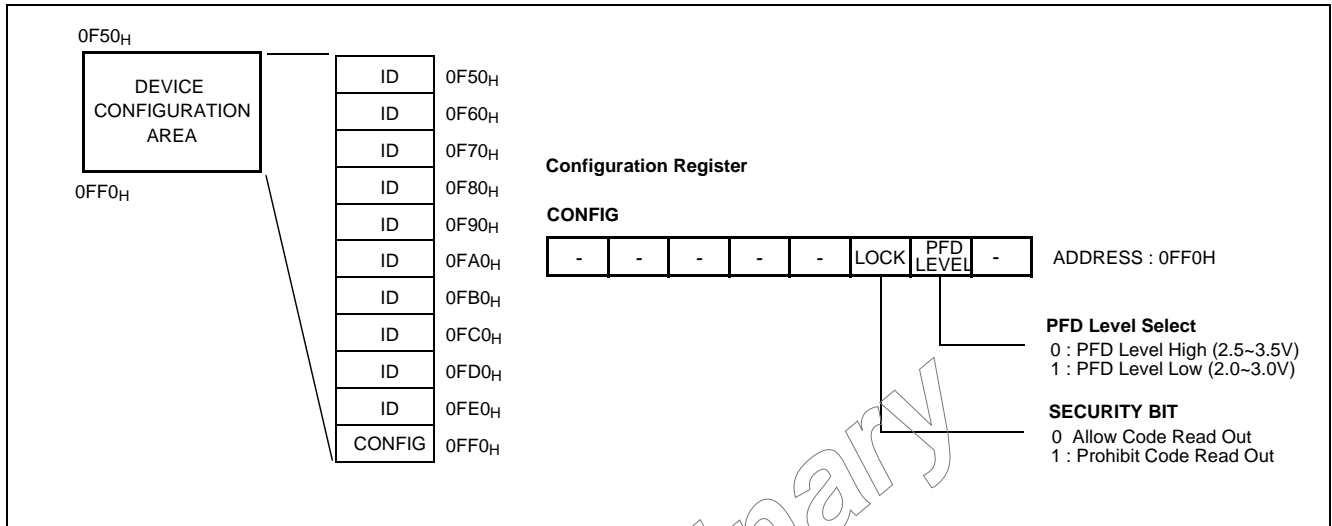 0F50H
DEVICE
CONFIGURATION
AREA
0FF0H
ID 0F50H
ID 0F60H
ID 0F70H
ID 0F80H
ID 0F90H
ID 0FA0H
ID 0FB0H
ID 0FC0H
ID 0FD0H
ID 0FE0H
CONFIG 0FF0H
Configuration Register
CONFIG
- - - - - LOCK PFD LEVEL - ADDRESS : 0FF0H
PFD Level Select
0 : PFD Level High (2.5~3.5V)
1 : PFD Level Low (2.0~3.0V)
SECURITY BIT
0 Allow Code Read Out
1 : Prohibit Code Read Out